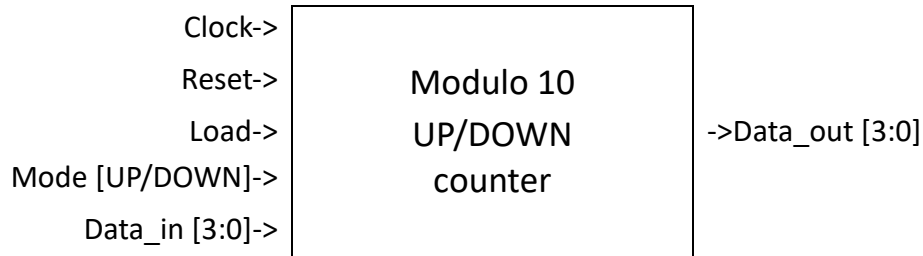 Clock->
Reset->
Load->
Mode [UP/DOWN]->
Data_in [3:0]->
Modulo 10
UP/DOWN
counter
->Data_out [3:0]